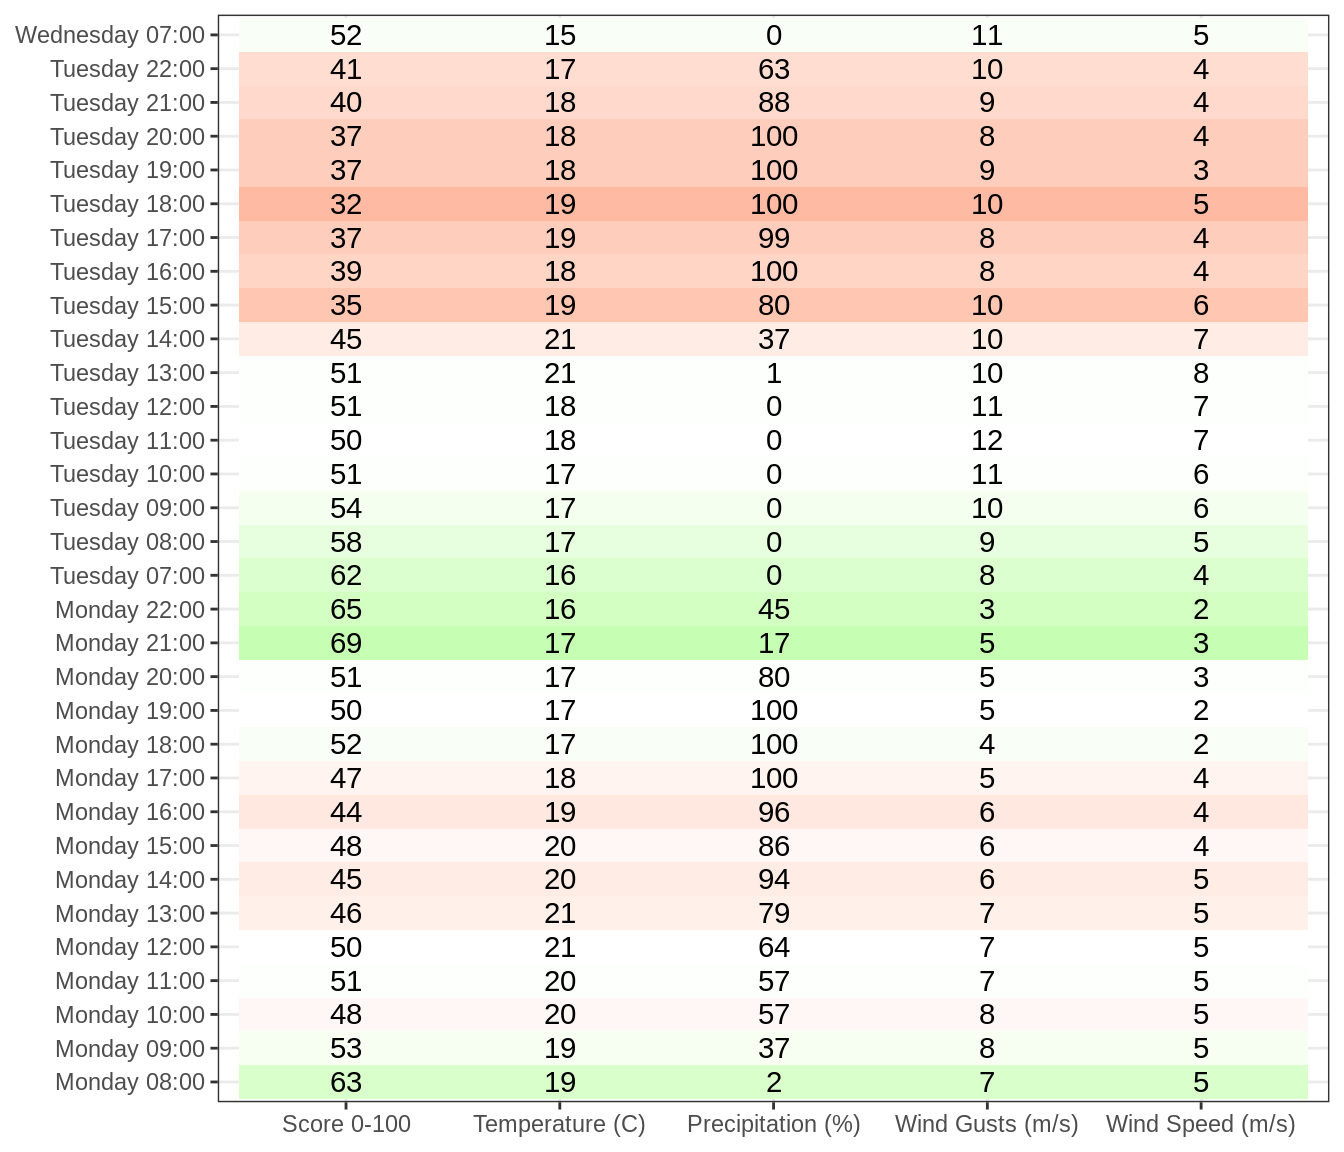 Wednesday 07:00 52 15 0 11 5
Tuesday 22:00 41 17 63 10 4
Tuesday 21:00 40 18 88 9 4
Tuesday 20:00 37 18 100 8 4
Tuesday 19:00 37 18 100 9 3
Tuesday 18:00 32 19 100 10 5
Tuesday 17:00 37 19 99 8 4
Tuesday 16:00 39 18 100 8 4
Tuesday 15:00 35 19 80 10 6
Tuesday 14:00 45 21 37 10 7
Tuesday 13:00 51 21 1 10 8
Tuesday 12:00 51 18 0 11 7
Tuesday 11:00 50 18 0 12 7
Tuesday 10:00 51 17 0 11 6
Tuesday 09:00 54 17 0 10 6
Tuesday 08:00 58 17 0 9 5
Tuesday 07:00 62 16 0 8 4
Monday 22:00 65 16 45 3 2
Monday 21:00 69 17 17 5 3
Monday 20:00 51 17 80 5 3
Monday 19:00 50 17 100 5 2
Monday 18:00 52 17 100 4 2
Monday 17:00 47 18 100 5 4
Monday 16:00 44 19 96 6 4
Monday 15:00 48 20 86 6 4
Monday 14:00 45 20 94 6 5
Monday 13:00 46 21 79 7 5
Monday 12:00 50 21 64 7 5
Monday 11:00 51 20 57 7 5
Monday 10:00 48 20 57 8 5
Monday 09:00 53 19 37 8 5
Monday 08:00 63 19 2 7 5
Score 0-100 Temperature (C) Precipitation (%) Wind Gusts (m/s) Wind Speed (m/s)